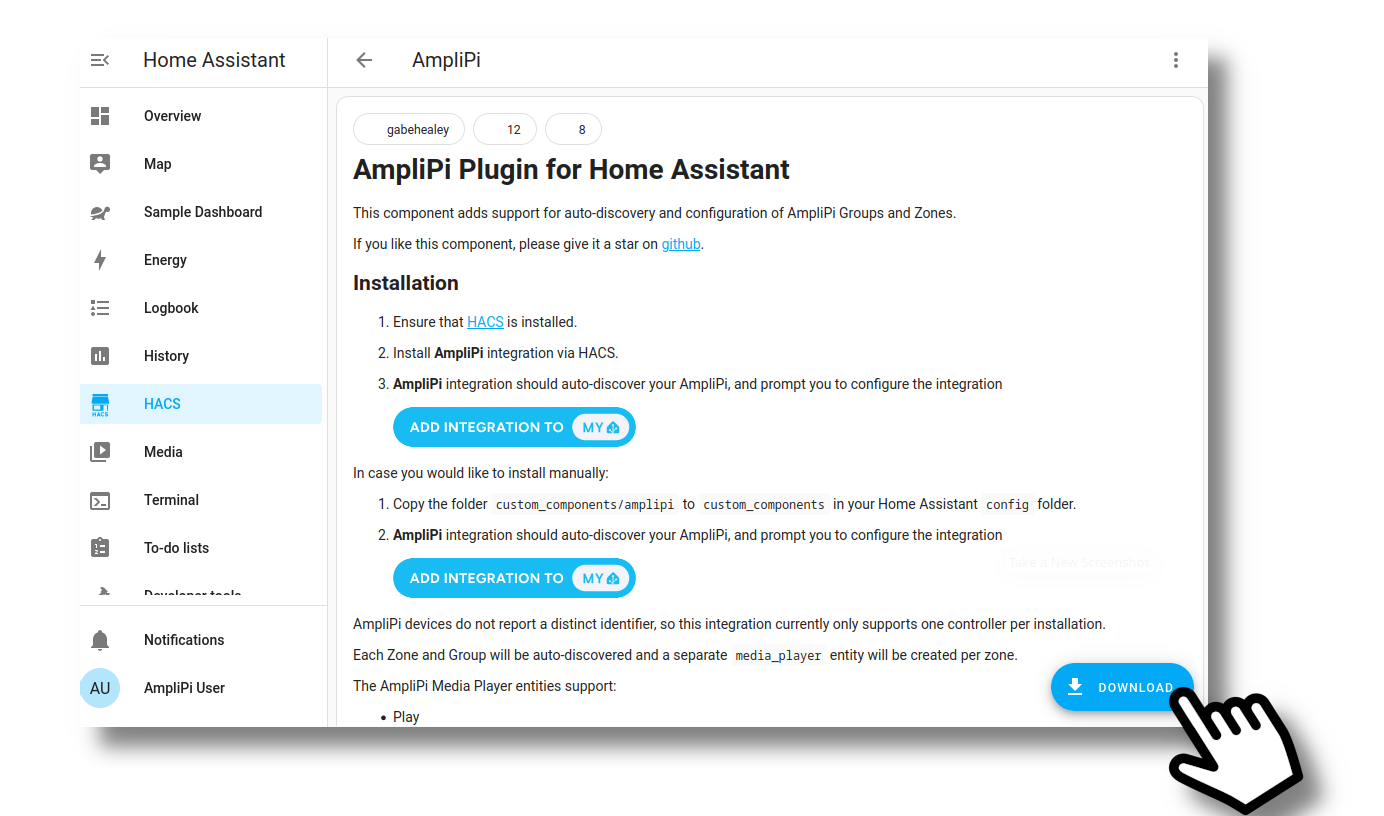 Home Assistant
AmpliPi
Overview
Map
Sample Dashboard
Energy
Logbook
History
HACS
HACS
Media
Terminal
To-do lists
Developer tools
Notifications
AU
AmpliPi User
gabehealey
12
8
AmpliPi Plugin for Home Assistant
This component adds support for auto-discovery and configuration of AmpliPi Groups and Zones.
If you like this component, please give it a star on github.
Installation
1. Ensure that HACS is installed.
2. Install AmpliPi integration via HACS.
3. AmpliPi integration should auto-discover your AmpliPi, and prompt you to configure the integration
ADD INTEGRATION TO MY
In case you would like to install manually:
1. Copy the folder custom_components/amplipi to custom_components in your Home Assistant config folder.
2. AmpliPi integration should auto-discover your AmpliPi, and prompt you to configure the integration
Take a New Screenshot
ADD INTEGRATION TO MY
AmpliPi devices do not report a distinct identifier, so this integration currently only supports one controller per installation.
Each Zone and Group will be auto-discovered and a separate media_player entity will be created per zone.
The AmpliPi Media Player entities support:
• Play
DOWNLOAD